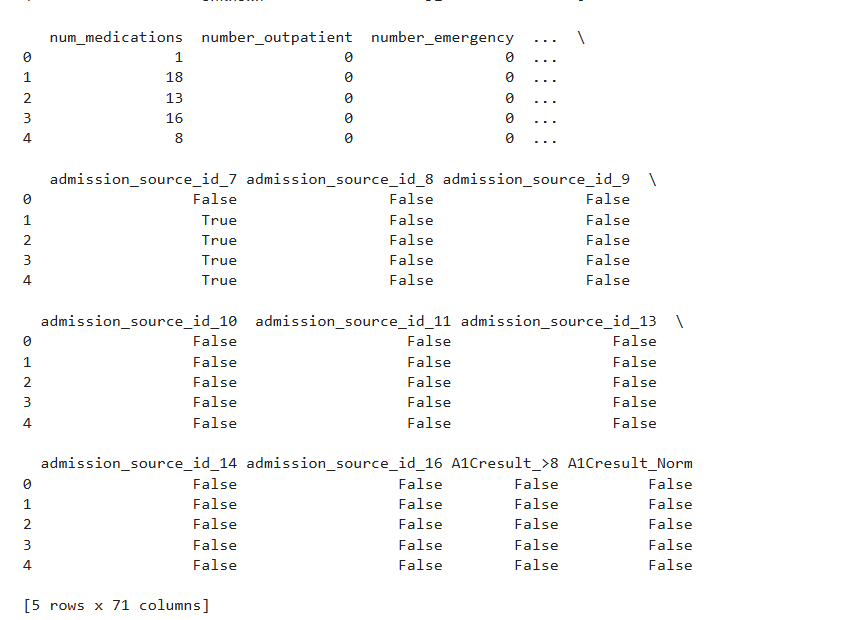 num_medications  number_outpatient  number_emergency  ...  \
0                 1                  0                 0  ...
1                18                  0                 0  ...
2                13                  0                 0  ...
3                16                  0                 0  ...
4                 8                  0                 0  ...
admission_source_id_7 admission_source_id_8 admission_source_id_9  \
0                  False                 False                 False
1                   True                 False                 False
2                   True                 False                 False
3                   True                 False                 False
4                   True                 False                 False
admission_source_id_10  admission_source_id_11 admission_source_id_13  \
0                  False                   False                  False
1                  False                   False                  False
2                  False                   False                  False
3                  False                   False                  False
4                  False                   False                  False
admission_source_id_14 admission_source_id_16 A1Cresult_>8 A1Cresult_Norm
0                  False                  False        False          False
1                  False                  False        False          False
2                  False                  False        False          False
3                  False                  False        False          False
4                  False                  False        False          False
[5 rows x 71 columns]